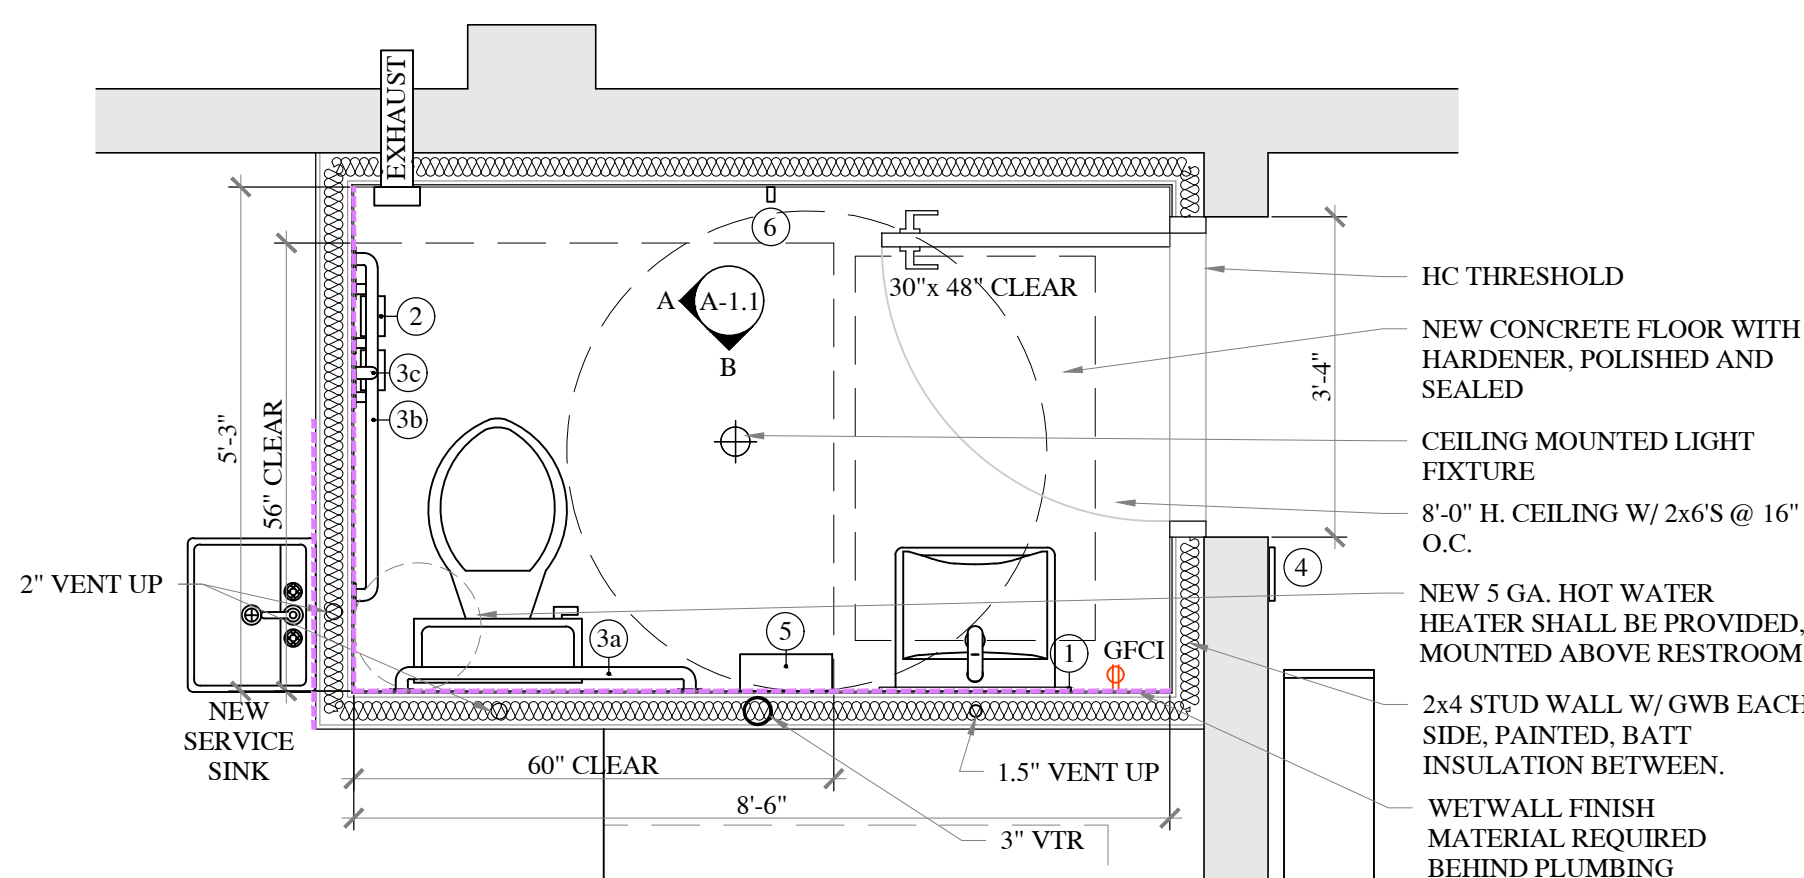 EXHAUST
6
30"x 48" CLEAR
A
A-1.1
B
2
3c
3b
5'-3"
56" CLEAR
3'-4"
HC THRESHOLD
NEW CONCRETE FLOOR WITH
HARDENER, POLISHED AND
SEALED
CEILING MOUNTED LIGHT
FIXTURE
8'-0" H. CEILING W/ 2x6'S @ 16"
O.C.
4
2" VENT UP
NEW 5 GA. HOT WATER
HEATER SHALL BE PROVIDED,
MOUNTED ABOVE RESTROOM
3a
5
1
GFCI
NEW
SERVICE
SINK
2x4 STUD WALL W/ GWB EACH
SIDE, PAINTED, BATT
INSULATION BETWEEN.
60" CLEAR
1.5" VENT UP
8'-6"
3" VTR
WETWALL FINISH
MATERIAL REQUIRED
BEHIND PLUMBING